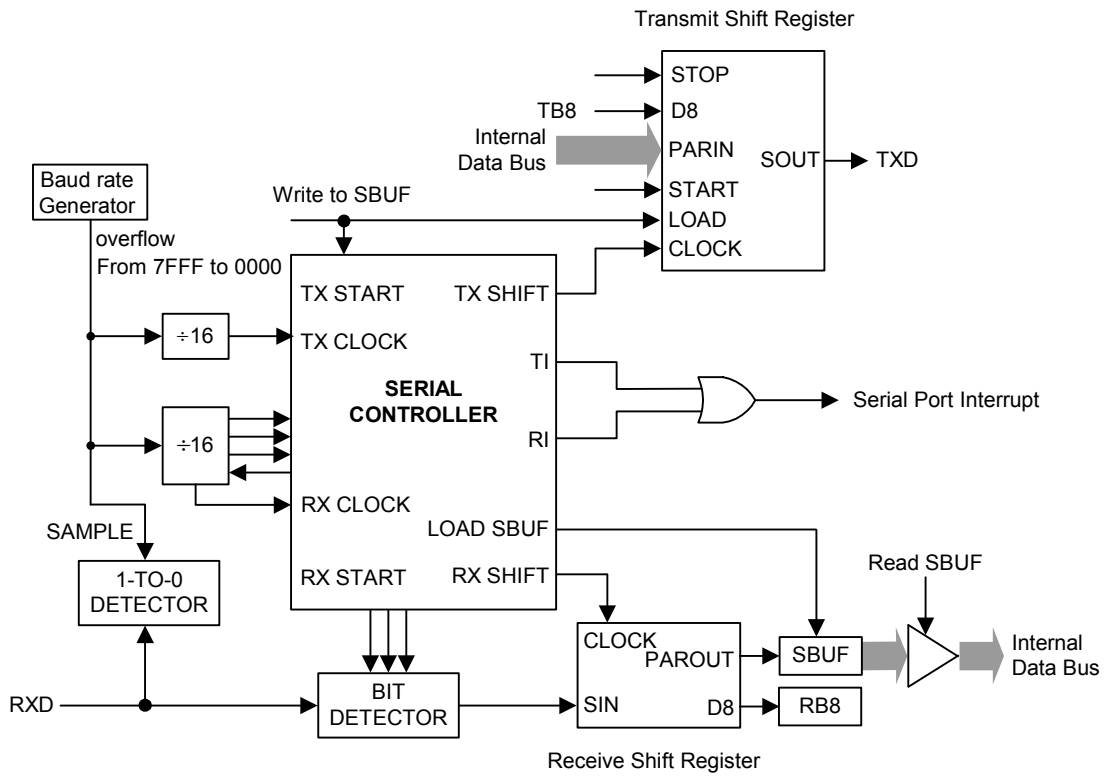 Transmit Shift Register
STOP
TB8
D8
Internal
Data Bus
PARIN
SOUT
TXD
START
LOAD
CLOCK
Baud rate
Generator
Write to SBUF
overflow
From 7FFF to 0000
TX START
TX SHIFT
÷16
TX CLOCK
TI
SERIAL
CONTROLLER
Serial Port Interrupt
÷16
RI
RX CLOCK
LOAD SBUF
SAMPLE
1-TO-0
DETECTOR
RX START
RX SHIFT
Read SBUF
CLOCK
PAROUT
SBUF
Internal
Data Bus
RXD
BIT
DETECTOR
SIN
D8
RB8
Receive Shift Register